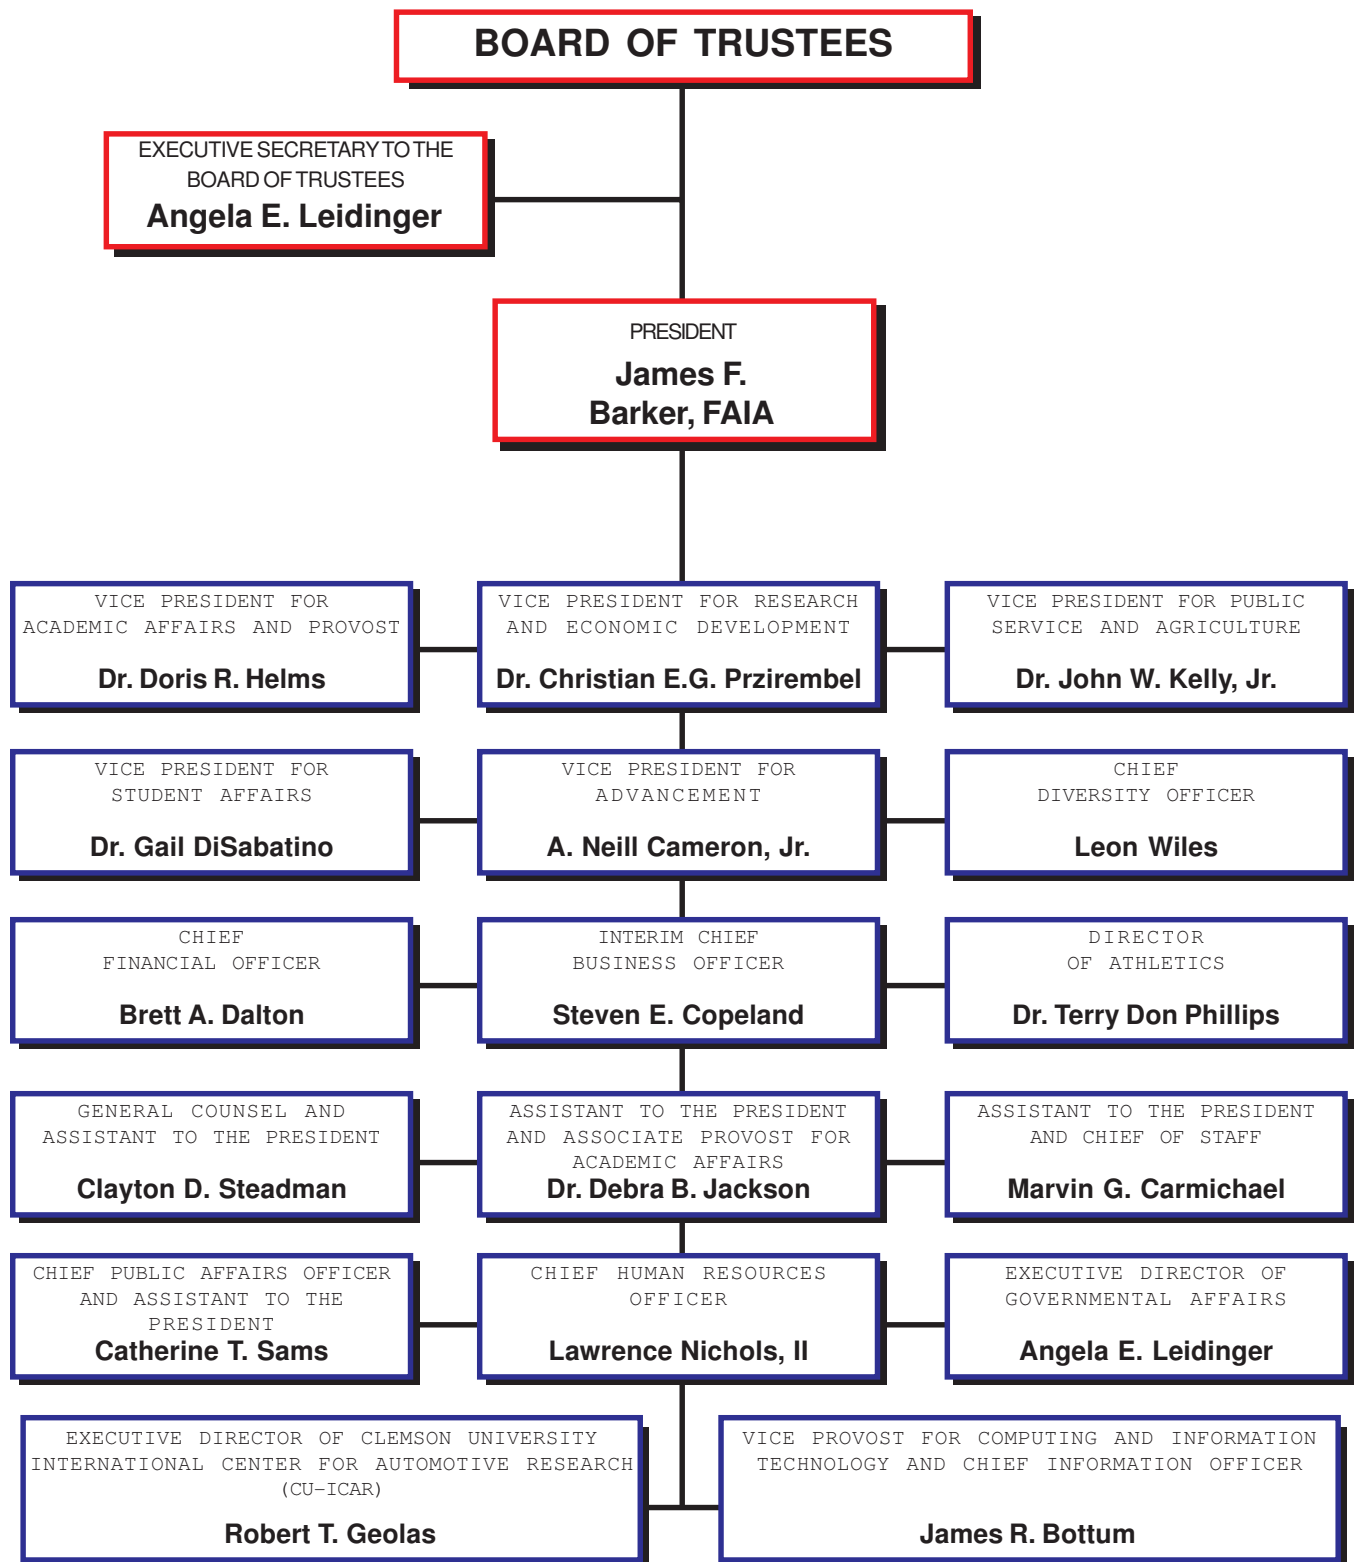 BOARD OF TRUSTEES
EXECUTIVE SECRETARY TO THE
BOARD OF TRUSTEES
Angela E. Leidinger
PRESIDENT
James F.
Barker, FAIA
VICE PRESIDENT FOR
ACADEMIC AFFAIRS AND PROVOST
Dr. Doris R. Helms
VICE PRESIDENT FOR RESEARCH
AND ECONOMIC DEVELOPMENT
Dr. Christian E.G. Przirembel
VICE PRESIDENT FOR PUBLIC
SERVICE AND AGRICULTURE
Dr. John W. Kelly, Jr.
VICE PRESIDENT FOR
STUDENT AFFAIRS
Dr. Gail DiSabatino
VICE PRESIDENT FOR
ADVANCEMENT
A. Neill Cameron, Jr.
CHIEF
DIVERSITY OFFICER
Leon Wiles
CHIEF
FINANCIAL OFFICER
Brett A. Dalton
INTERIM CHIEF
BUSINESS OFFICER
Steven E. Copeland
DIRECTOR
OF ATHLETICS
Dr. Terry Don Phillips
GENERAL COUNSEL AND
ASSISTANT TO THE PRESIDENT
Clayton D. Steadman
ASSISTANT TO THE PRESIDENT
AND ASSOCIATE PROVOST FOR
ACADEMIC AFFAIRS
Dr. Debra B. Jackson
ASSISTANT TO THE PRESIDENT
AND CHIEF OF STAFF
Marvin G. Carmichael
CHIEF PUBLIC AFFAIRS OFFICER
AND ASSISTANT TO THE
PRESIDENT
Catherine T. Sams
CHIEF HUMAN RESOURCES
OFFICER
Lawrence Nichols, II
EXECUTIVE DIRECTOR OF
GOVERNMENTAL AFFAIRS
Angela E. Leidinger
EXECUTIVE DIRECTOR OF CLEMSON UNIVERSITY
INTERNATIONAL CENTER FOR AUTOMOTIVE RESEARCH
(CU-ICAR)
Robert T. Geolas
VICE PROVOST FOR COMPUTING AND INFORMATION
TECHNOLOGY AND CHIEF INFORMATION OFFICER
James R. Bottum